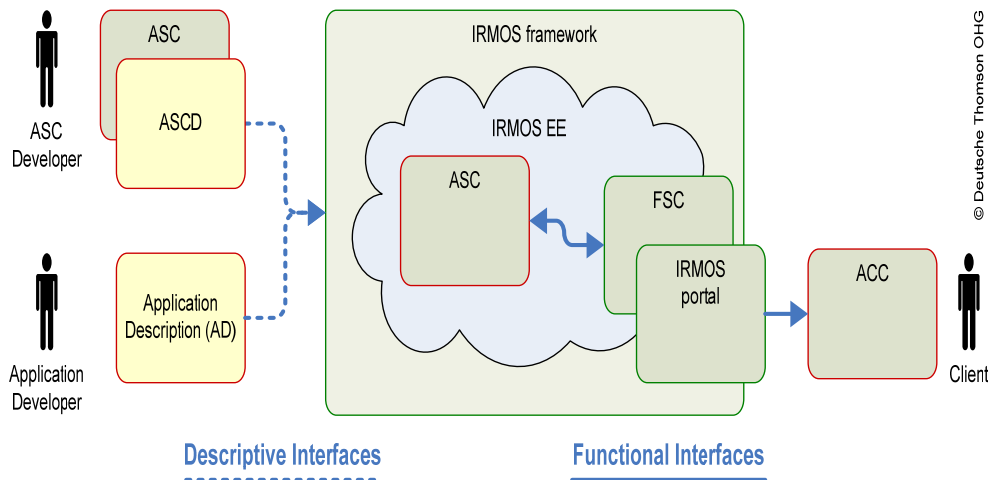 ASC
ASCD
ASC
Developer
Application
Description (AD)
Application
Developer
IRMOS framework
IRMOS EE
ASC
FSC
IRMOS
portal
ACC
Client
© Deutsche Thomson OHG
Descriptive Interfaces
Functional Interfaces